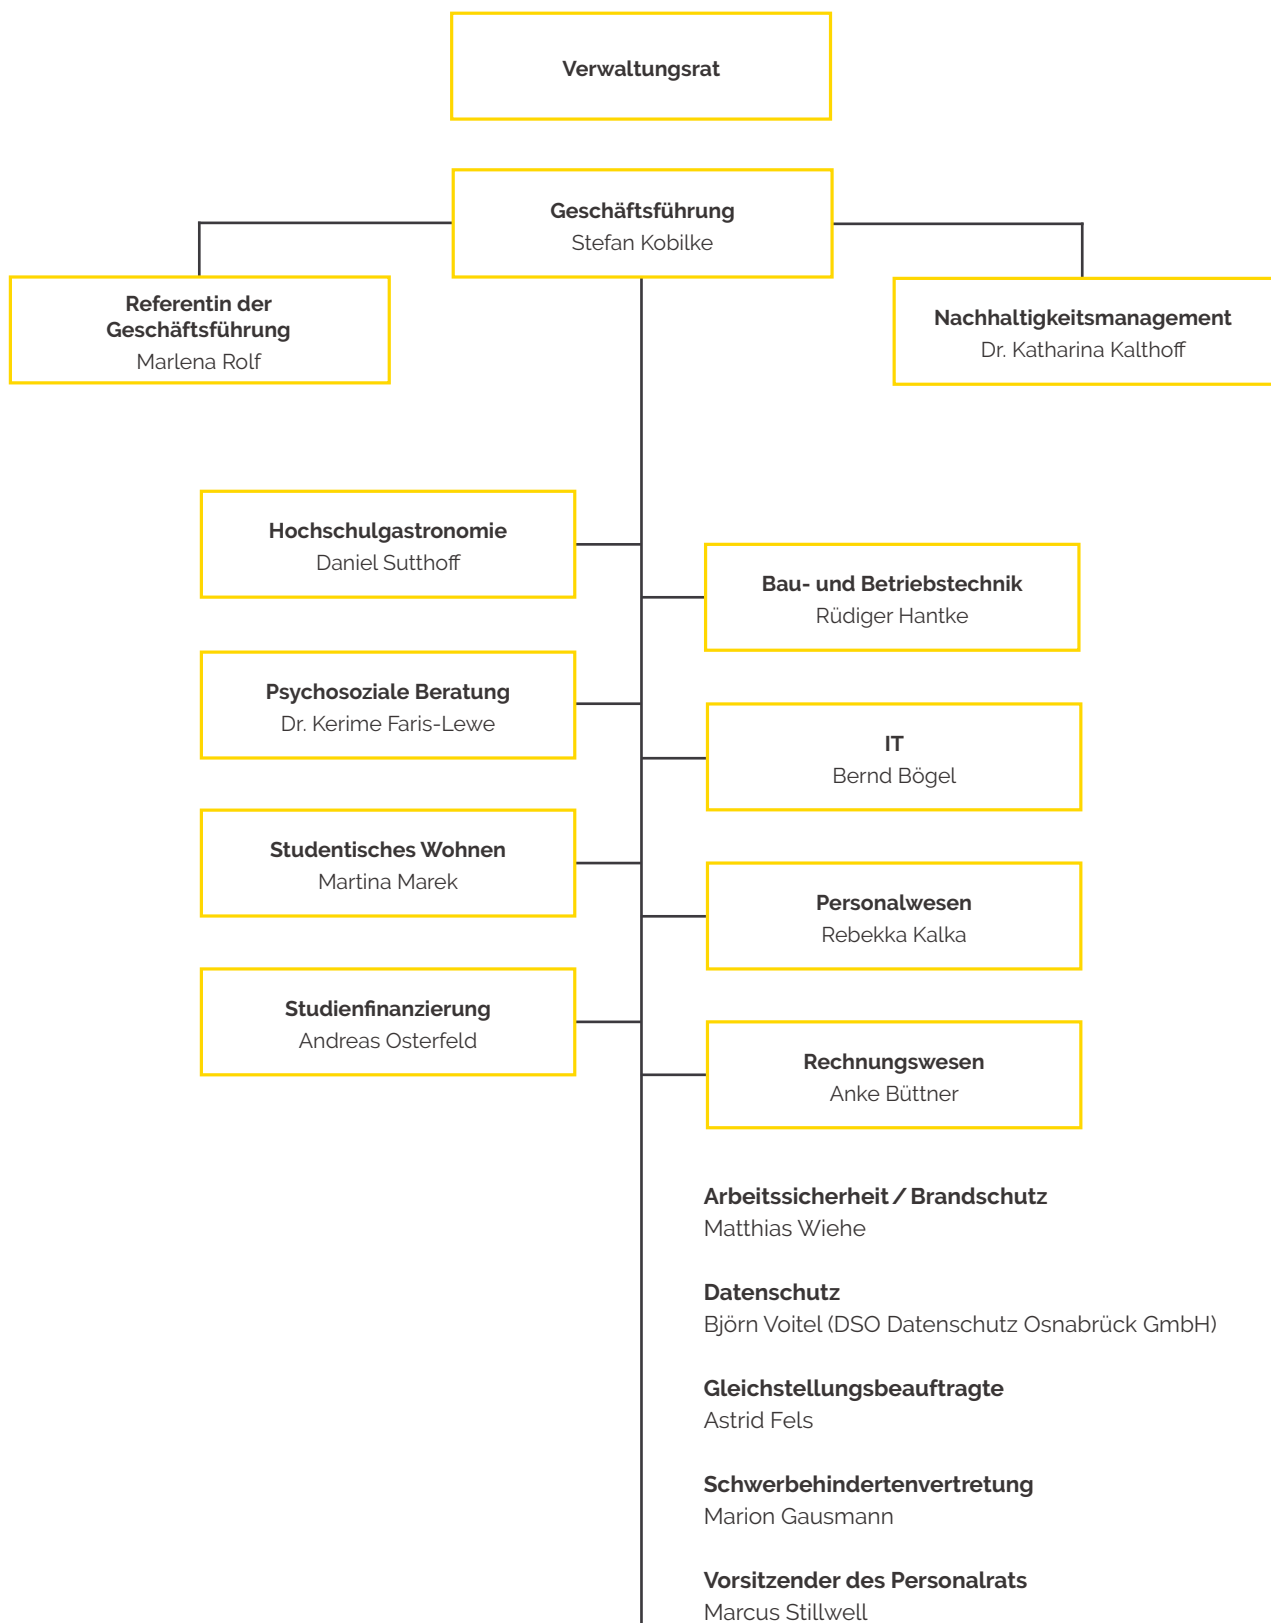 Verwaltungsrat
Geschäftsführung
Stefan Kobilke
Referentin der
Geschäftsführung
Marlena Rolf
Nachhaltigkeitsmanagement
Dr. Katharina Kalthoff
Hochschulgastronomie
Daniel Sutthoff
Bau- und Betriebstechnik
Rüdiger Hantke
Psychosoziale Beratung
Dr. Kerime Faris-Lewe
IT
Bernd Bögel
Studentisches Wohnen
Martina Marek
Personalwesen
Rebekka Kalka
Studienfinanzierung
Andreas Osterfeld
Rechnungswesen
Anke Büttner
Arbeitssicherheit / Brandschutz
Matthias Wiehe
Datenschutz
Björn Voitel (DSO Datenschutz Osnabrück GmbH)
Gleichstellungsbeauftragte
Astrid Fels
Schwerbehindertenvertretung
Marion Gausmann
Vorsitzender des Personalrats
Marcus Stillwell